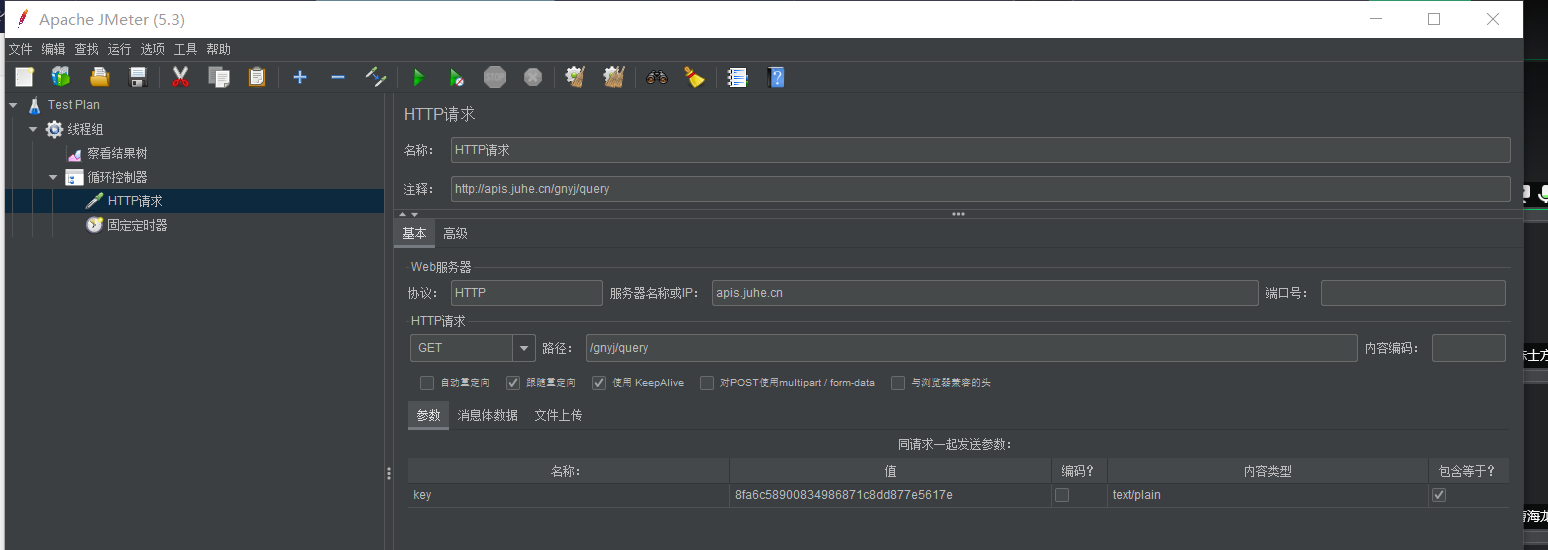 Apache JMeter (5.3)
文件 编辑 查找 运行 选项 工具 帮助
STOP
Test Plan
线程组
察看结果树
循环控制器
HTTP请求
固定定时器
HTTP请求
名称： HTTP请求
注释： http://apis.juhe.cn/gnyj/query
基本 高级
Web服务器
协议： HTTP 服务器名称或IP： apis.juhe.cn 端口号：
HTTP请求
GET 路径： /gnyj/query 内容编码：
自动重定向 跟随重定向 使用 KeepAlive 对POST使用multipart / form-data 与浏览器兼容的头
参数 消息体数据 文件上传
同请求一起发送参数：
名称： 值 编码？ 内容类型 包含等于？
key 8fa6c58900834986871c8dd877e5617e text/plain
士方
海龙